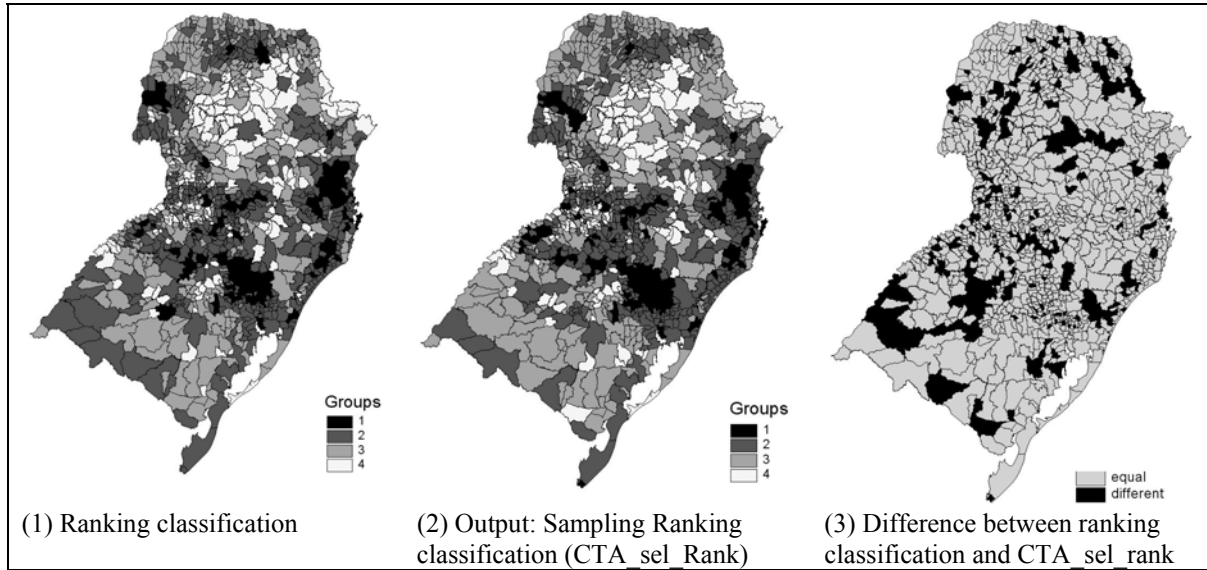 Groups
1
2
3
4
Groups
1
2
3
4
equal
different
(1) Ranking classification
(2) Output: Sampling Ranking
classification (CTA_sel_Rank)
(3) Difference between ranking
classification and CTA_sel_rank